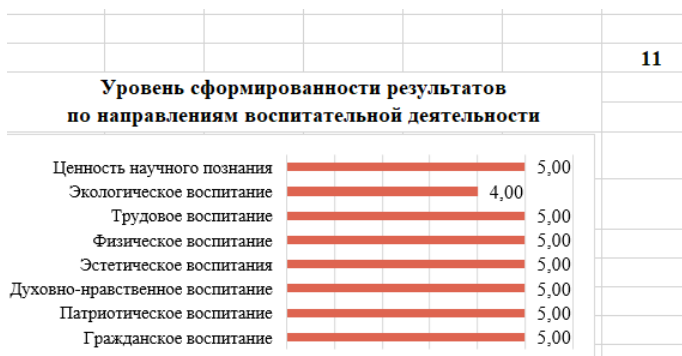 11
Уровень сформированности результатов
по направлениям воспитательной деятельности
Ценность научного познания 5,00
Экологическое воспитание 4,00
Трудовое воспитание 5,00
Физическое воспитание 5,00
Эстетическое воспитания 5,00
Духовно-нравственное воспитание 5,00
Патриотическое воспитание 5,00
Гражданское воспитание 5,00